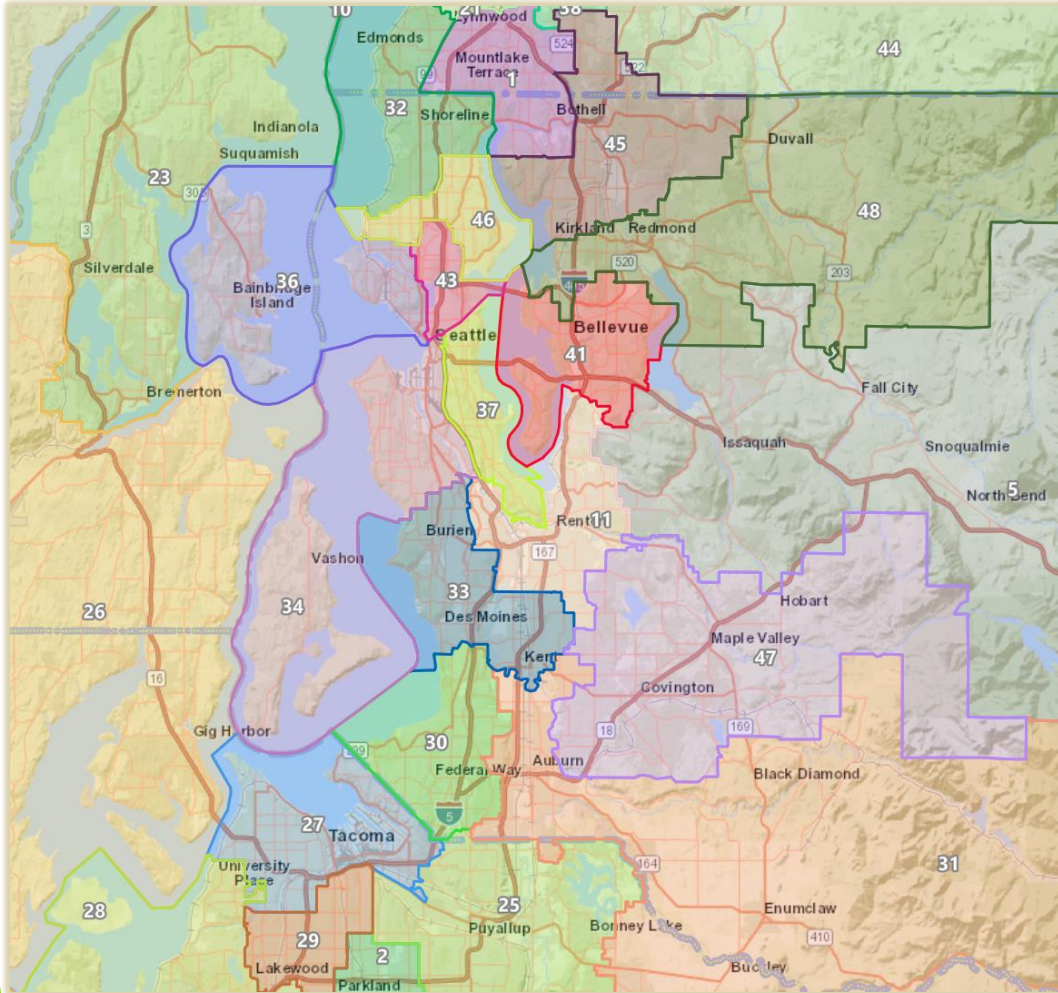 10
21
38
Lynnwood
Edmonds
524
44
Mountlake
Terrace
522
99
1
32
Shoreline
Bothell
Indianola
45
Duvall
Suquamish
23
305
48
46
Kirkland
Redmond
3
520
Silverdale
203
43
36
405
Bainbridge
Island
Seattle
Bellevue
41
Bremerton
Fall City
37
Issaquah
Snoqualmie
North Bend
5
Burien
Renton
11
167
Vashon
33
34
Hobart
26
Des Moines
Maple Valley
47
Kent
16
Covington
18
169
Gig Harbor
30
Auburn
Federal Way
Black Diamond
5
27
Tacoma
164
31
University
Place
28
25
Enumclaw
Puyallup
Bonney Lake
29
410
2
Lakewood
Buckley
Parkland